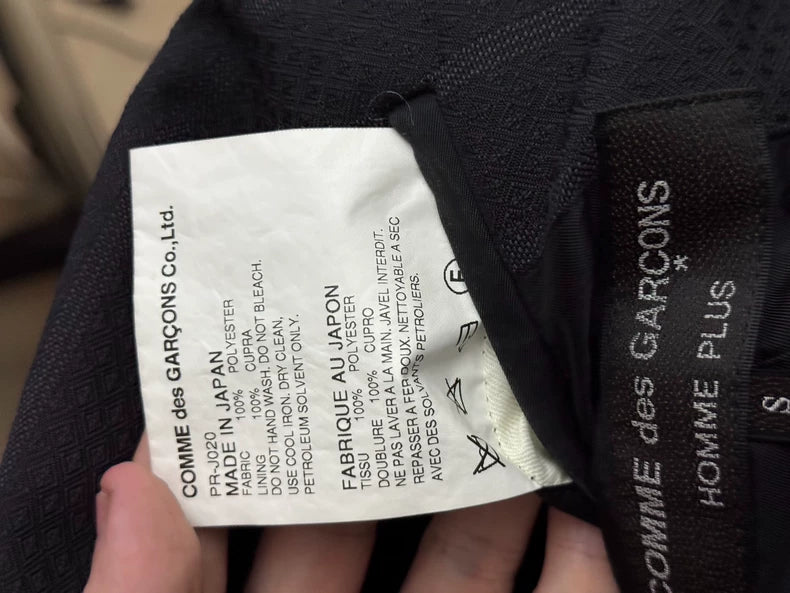 COMME des GARÇONS Co.,Ltd.
PR-J020
MADE IN JAPAN
FABRIC 100% POLYESTER
LINING 100% CUPRA
DO NOT HAND WASH. DO NOT BLEACH.
USE COOL IRON. DRY CLEAN,
PETROLEUM SOLVENT ONLY.
FABRIQUE AU JAPON
TISSU 100% POLYESTER
DOUBLURE 100% CUPRO
NE PAS LAVER A LA MAIN. JAVEL INTERDIT.
REPASSER A FER DOUX. NETTOYABLE A SEC
AVEC DES SOLVANTS PETROLIERS.
F
COMME des GARCONS
HOMME PLUS
S